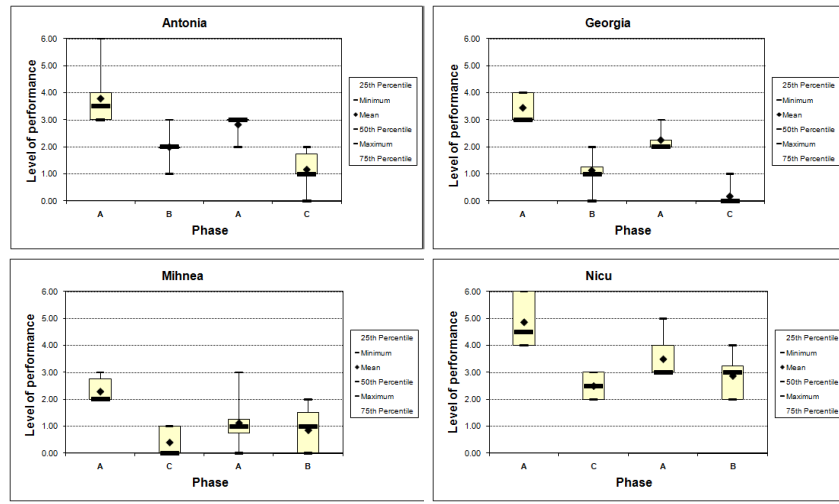 Antonia
6.00
5.00
4.00
3.00
2.00
1.00
0.00
Level of performance
A B A C
Phase
25th Percentile
Minimum
Mean
50th Percentile
Maximum
75th Percentile
Georgia
6.00
5.00
4.00
3.00
2.00
1.00
0.00
Level of performance
A B A C
Phase
25th Percentile
Minimum
Mean
50th Percentile
Maximum
75th Percentile
Mihnea
6.00
5.00
4.00
3.00
2.00
1.00
0.00
Level of performance
A C A B
Phase
25th Percentile
Minimum
Mean
50th Percentile
Maximum
75th Percentile
Nicu
6.00
5.00
4.00
3.00
2.00
1.00
0.00
Level of performance
A C A B
Phase
25th Percentile
Minimum
Mean
50th Percentile
Maximum
75th Percentile